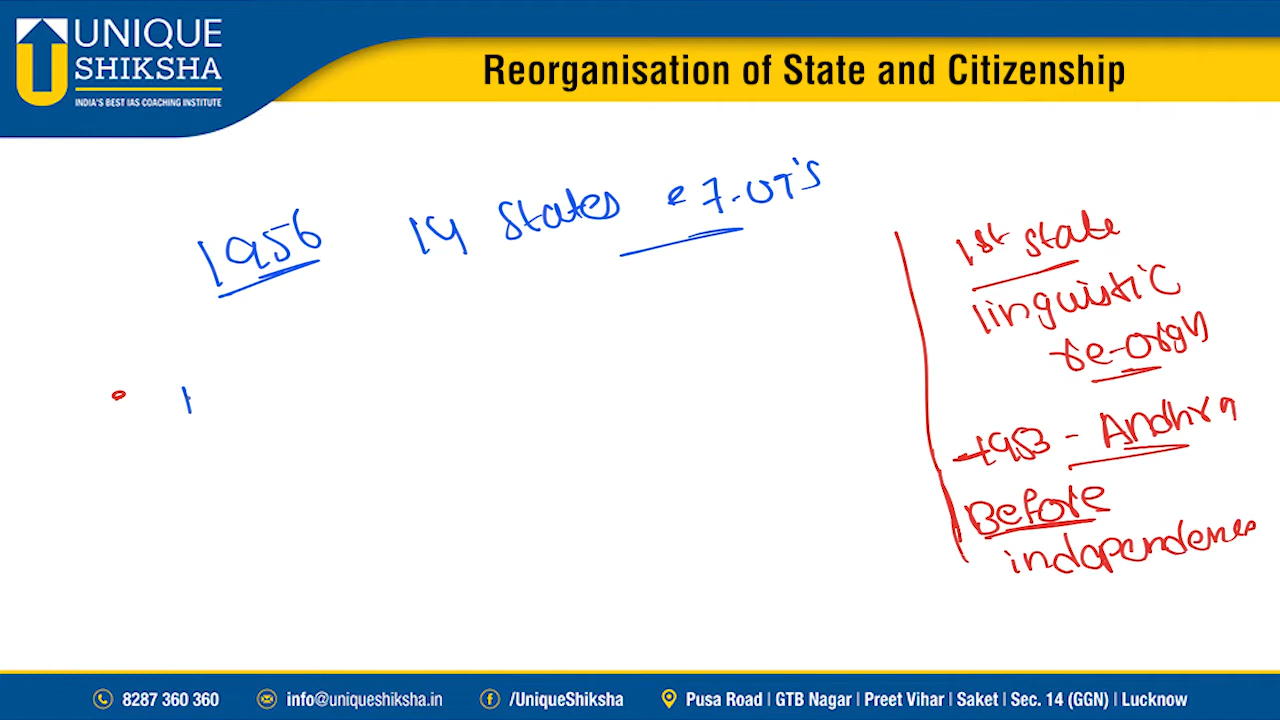 UNIQUE
SHIKSHA
INDIA'S BEST IAS COACHING INSTITUTE
Reorganisation of State and Citizenship
1956 14 states & 7-UT's
1st state
linguistic
re-orgn
1953 - Andhra
Before
independence
8287 360 360 info@uniqueshiksha.in /UniqueShiksha Pusa Road | GTB Nagar | Preet Vihar | Saket | Sec. 14 (GGN) | Lucknow